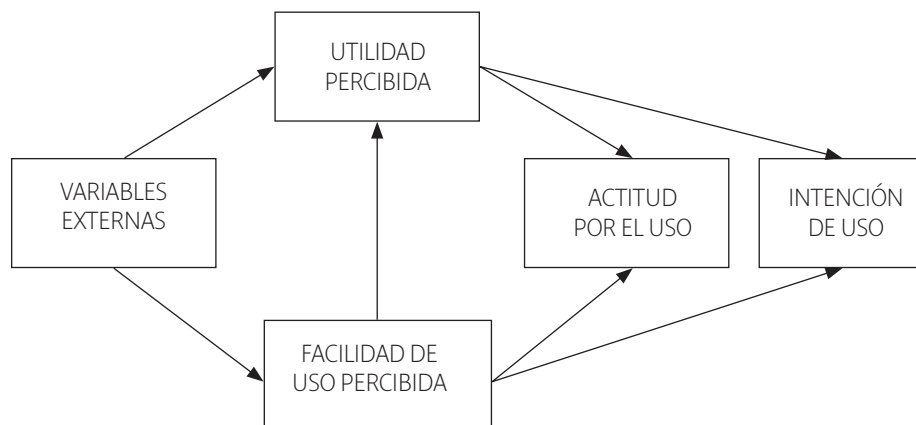 UTILIDAD
PERCIBIDA
VARIABLES
EXTERNAS
ACTITUD
POR EL USO
INTENCIÓN
DE USO
FACILIDAD DE
USO PERCIBIDA